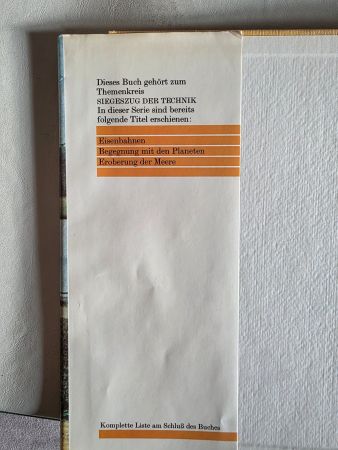 Dieses Buch gehört zum
Themenkreis
SIEGESZUG DER TECHNIK
In dieser Serie sind bereits
folgende Titel erschienen:
Eisenbahnen
Begegnung mit den Planeten
Eroberung der Meere
Komplette Liste am Schluß des Buches